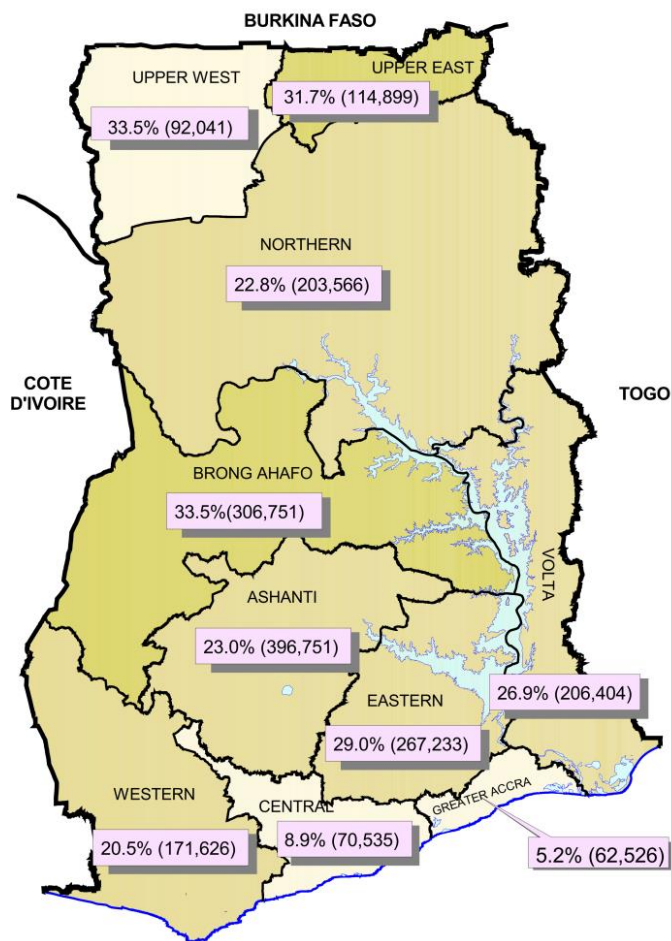 BURKINA FASO
UPPER WEST
UPPER EAST
31.7% (114,899)
33.5% (92,041)
NORTHERN
22.8% (203,566)
COTE
D'IVOIRE
TOGO
BRONG AHAFO
33.5%(306,751)
VOLTA
ASHANTI
23.0% (396,751)
EASTERN
26.9% (206,404)
29.0% (267,233)
WESTERN
CENTRAL
GREATER ACCRA
20.5% (171,626)
8.9% (70,535)
5.2% (62,526)